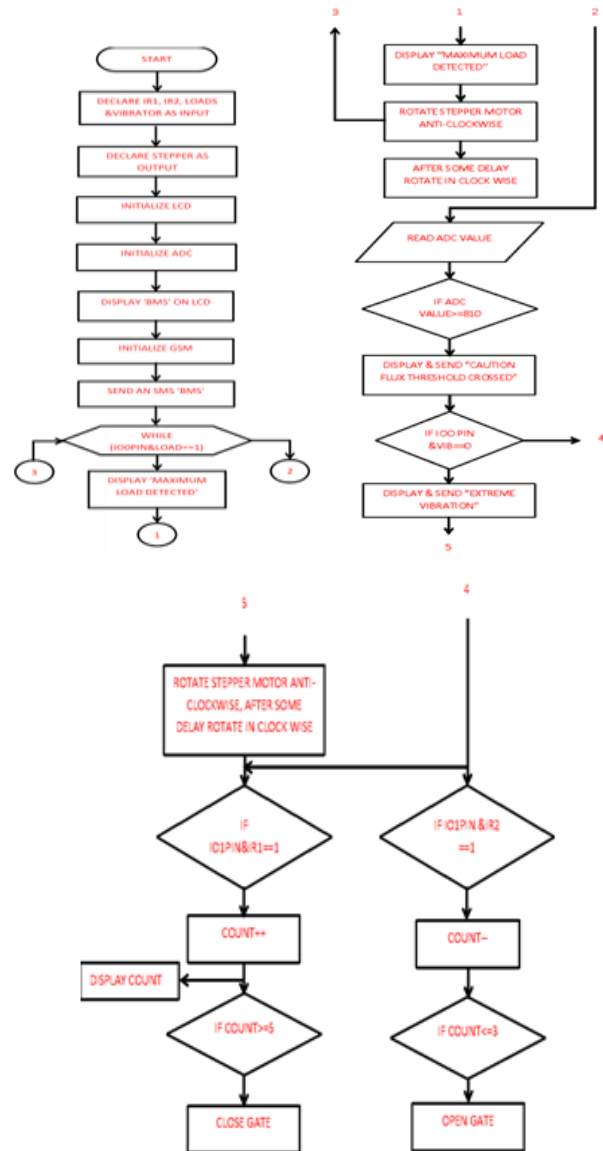 START
DECLARE IR1, IR2, LOADS
&VIBRATOR AS INPUT
DECLARE STEPPER AS
OUTPUT
INITIALIZE LCD
INITIALIZE ADC
DISPLAY 'BMS' ON LCD
INITIALIZE GSM
SEND AN SMS 'BMS'
WHILE
(IO0PIN&LOAD==1)
3
2
DISPLAY 'MAXIMUM
LOAD DETECTED'
1
3
1
2
DISPLAY "MAXIMUM LOAD
DETECTED"
ROTATE STEPPER MOTOR
ANTI-CLOCKWISE
AFTER SOME DELAY
ROTATE IN CLOCK WISE
READ ADC VALUE
IF ADC
VALUE>=810
DISPLAY & SEND "CAUTION
FLUX THRESHOLD CROSSED"
IF IOO PIN
&VIB==0
4
DISPLAY & SEND "EXTREME
VIBRATION"
5
5
4
ROTATE STEPPER MOTOR ANTI-
CLOCKWISE, AFTER SOME
DELAY ROTATE IN CLOCK WISE
IF
IO1PIN&IR1==1
IF IO1PIN &IR2
==1
COUNT++
COUNT--
DISPLAY COUNT
IF COUNT>=5
IF COUNT<=3
CLOSE GATE
OPEN GATE